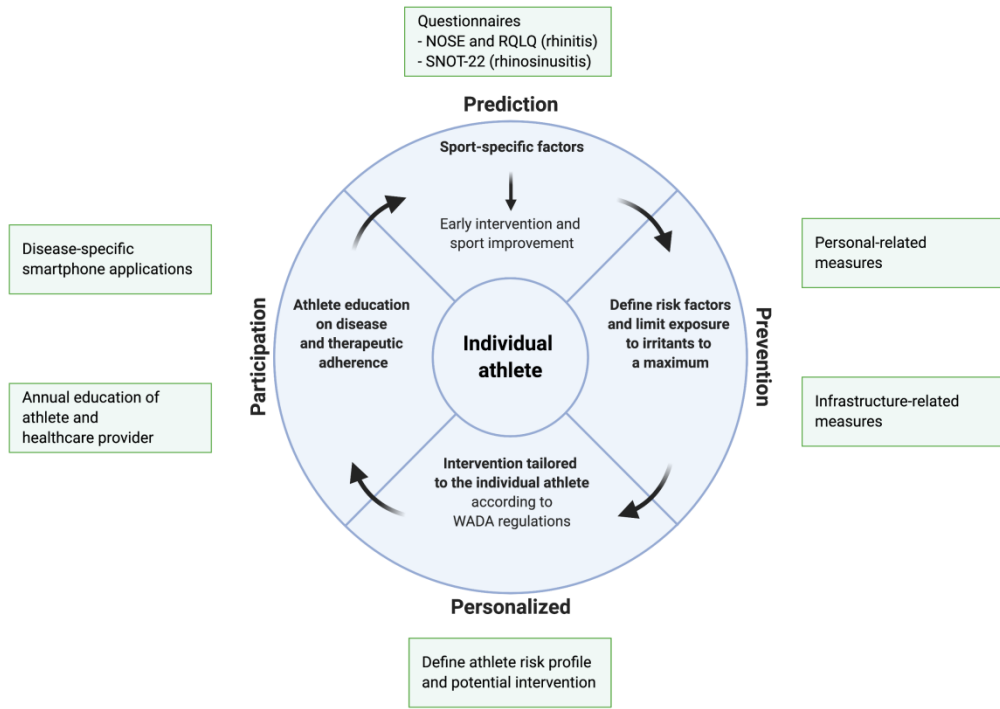 Questionnaires
- NOSE and RQLQ (rhinitis)
- SNOT-22 (rhinosinusitis)
Prediction
Sport-specific factors
Early intervention and
sport improvement
Disease-specific
smartphone applications
Annual education of
athlete and
healthcare provider
Participation
Athlete education
on disease
and therapeutic
adherence
Individual
athlete
Define risk factors
and limit exposure
to irritants to
a maximum
Prevention
Personal-related
measures
Infrastructure-related
measures
Intervention tailored
to the individual athlete
according to
WADA regulations
Personalized
Define athlete risk profile
and potential intervention